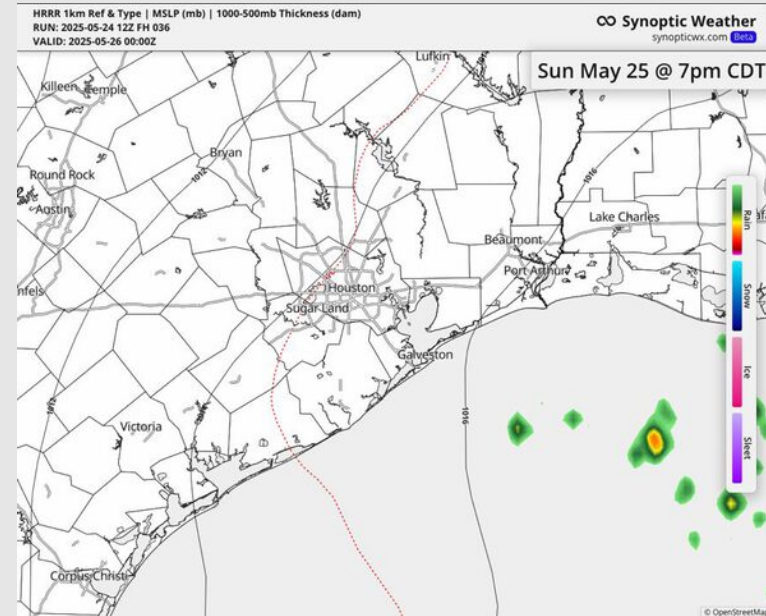 HRRR 1km Ref & Type | MSLP (mb) | 1000-500mb Thickness (dam)
RUN: 2025-05-24 12Z FH 036
VALID: 2025-05-26 00:00Z
Synoptic Weather
synopticwx.com Beta
Sun May 25 @ 7pm CDT
Lufkin
Killeen Temple
Bryan
1012
1016
Round Rock
Austin
Lake Charles
Rain
Beaumont
Port Arthur
nfels
Houston
Sugar Land
Snow
Galveston
Ice
1012
1016
Victoria
Sleet
Corpus Christi
© OpenStreetMap